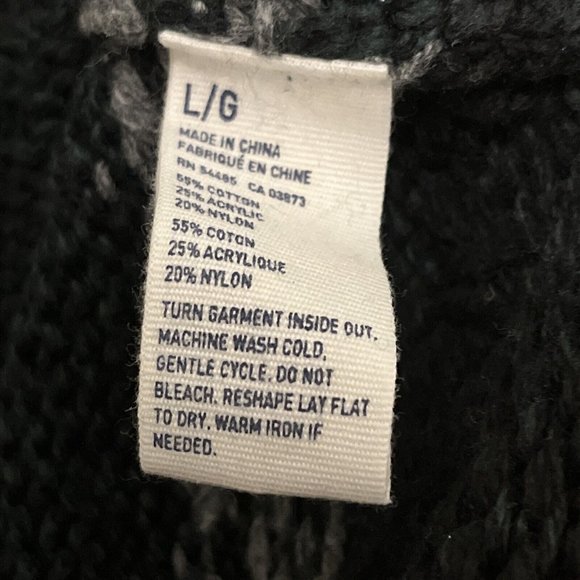 L/G
MADE IN CHINA
FABRIQUÉ EN CHINE
RN 54485 CA 03873
55% COTTON
25% ACRYLIC
20% NYLON
55% COTON
25% ACRYLIQUE
20% NYLON
TURN GARMENT INSIDE OUT.
MACHINE WASH COLD,
GENTLE CYCLE. DO NOT
BLEACH. RESHAPE LAY FLAT
TO DRY. WARM IRON IF
NEEDED.